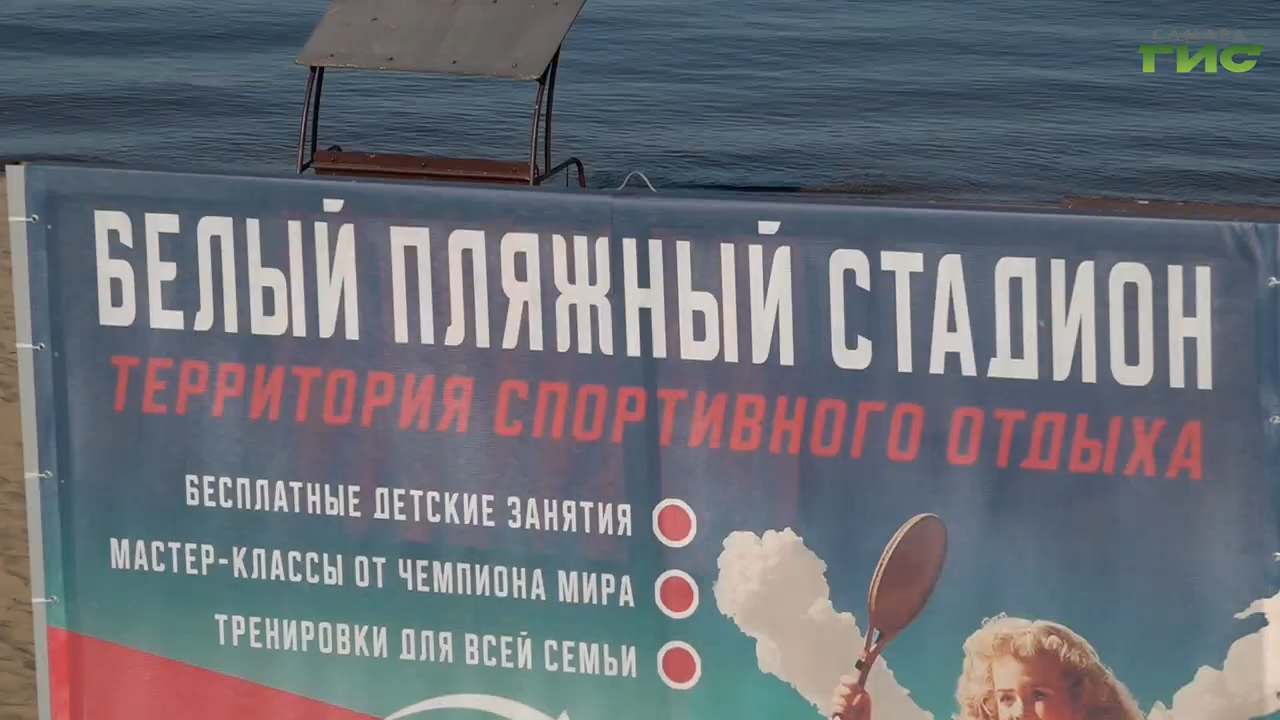 САМАРА
ГИС
БЕЛЫЙ ПЛЯЖНЫЙ СТАДИОН
ТЕРРИТОРИЯ СПОРТИВНОГО ОТДЫХА
БЕСПЛАТНЫЕ ДЕТСКИЕ ЗАНЯТИЯ
МАСТЕР-КЛАССЫ ОТ ЧЕМПИОНА МИРА
ТРЕНИРОВКИ ДЛЯ ВСЕЙ СЕМЬИ